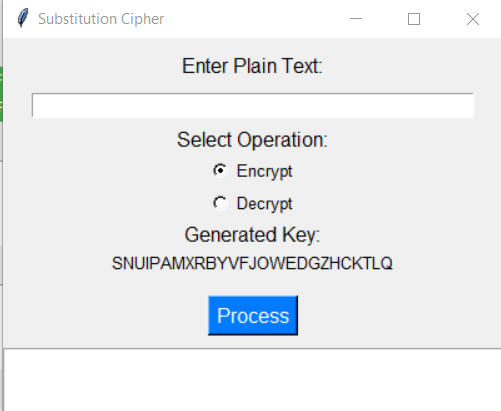 Substitution Cipher
Enter Plain Text:
Select Operation:
Encrypt
Decrypt
Generated Key:
SNUIPAMXRBYVFJOWEDGZHCKTLQ
Process